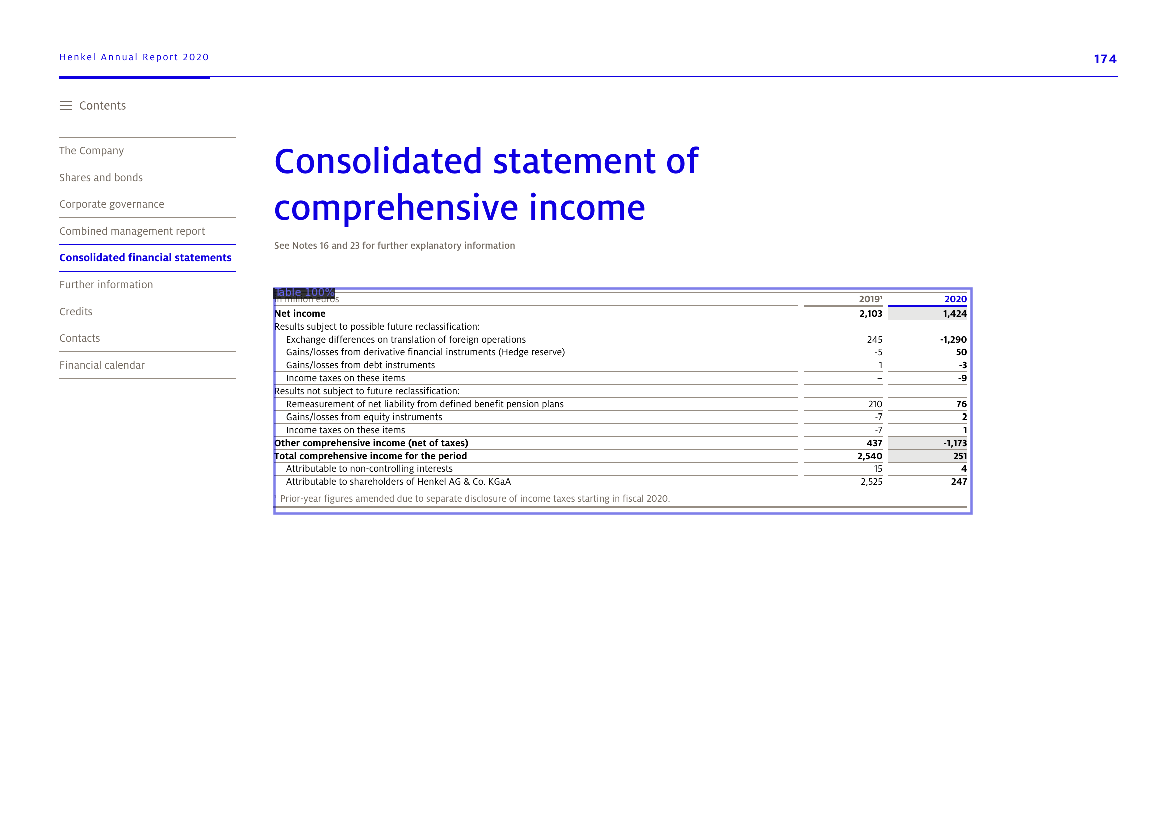 Henkel Annual Report 2020
174
Contents
The Company
Shares and bonds
Corporate governance
Combined management report
Consolidated financial statements
Further information
Credits
Contacts
Financial calendar
Consolidated statement of
comprehensive income
See Notes 16 and 23 for further explanatory information
Table 100%
in million euros 2019¹ 2020
Net income 2,103 1,424
Results subject to possible future reclassification:
Exchange differences on translation of foreign operations 245 -1,290
Gains/losses from derivative financial instruments (Hedge reserve) -5 50
Gains/losses from debt instruments 1 -3
Income taxes on these items – -9
Results not subject to future reclassification:
Remeasurement of net liability from defined benefit pension plans 210 76
Gains/losses from equity instruments -7 2
Income taxes on these items -7 1
Other comprehensive income (net of taxes) 437 -1,173
Total comprehensive income for the period 2,540 251
Attributable to non-controlling interests 15 4
Attributable to shareholders of Henkel AG & Co. KGaA 2,525 247
¹ Prior-year figures amended due to separate disclosure of income taxes starting in fiscal 2020.